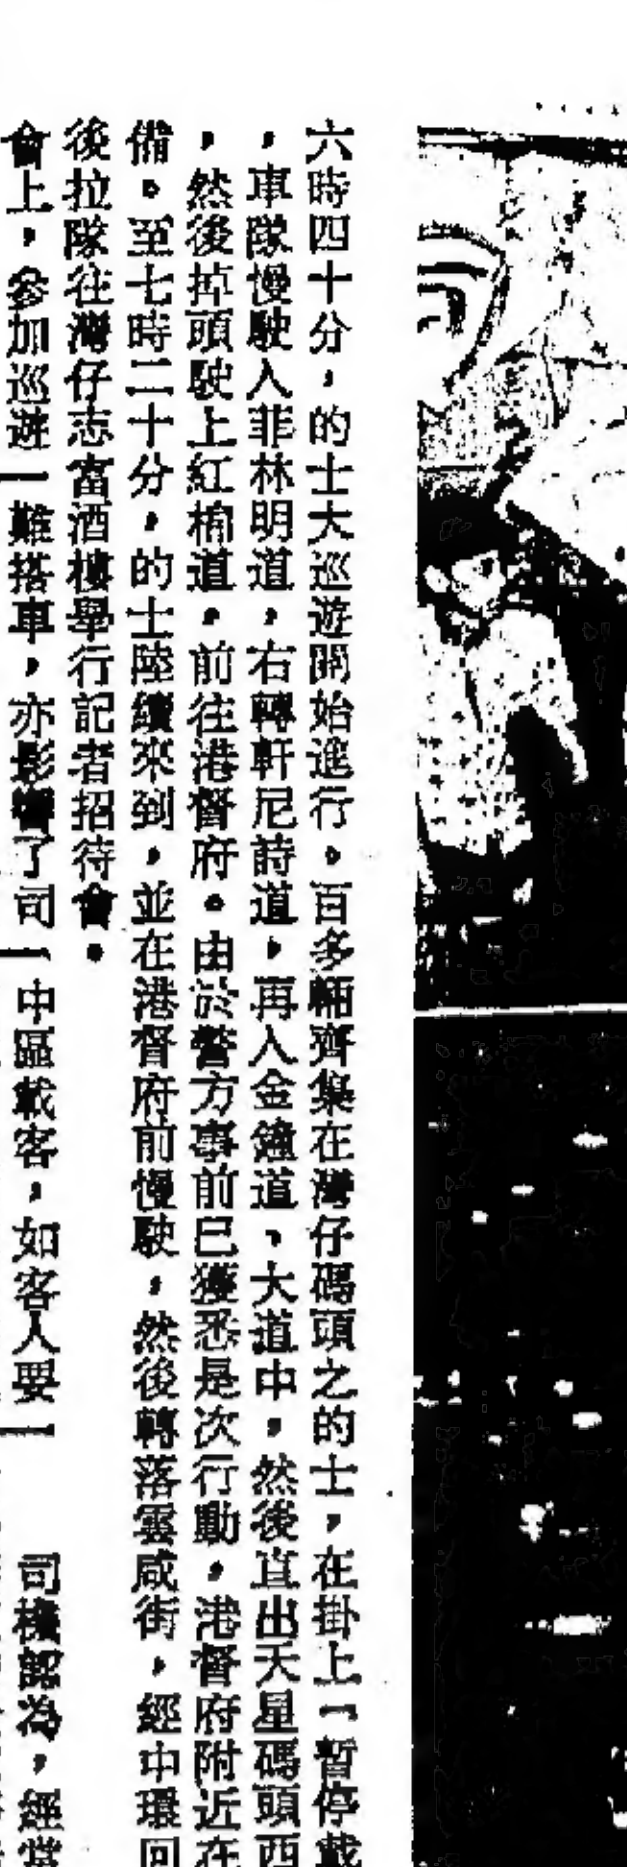 六時四十分，的士大巡遊開始進行。百多輛齊集在灣仔碼頭之的士，在掛上「暫停載
，車隊慢駛入菲林明道，右轉軒尼詩道，再入金鐘道、大道中，然後直出天星碼頭西
，然後掉頭駛上紅棉道，前往港督府。由於警方事前已獲悉是次行動，港督府附近在
備。至七時二十分，的士陸續來到，並在港督府前慢駛，然後轉落雲咸街，經中環回
後拉隊往灣仔志富酒樓舉行記者招待會。
會上，參加巡遊
難搭車，亦影響了司
中區載客，如客人要
司機認為，經常